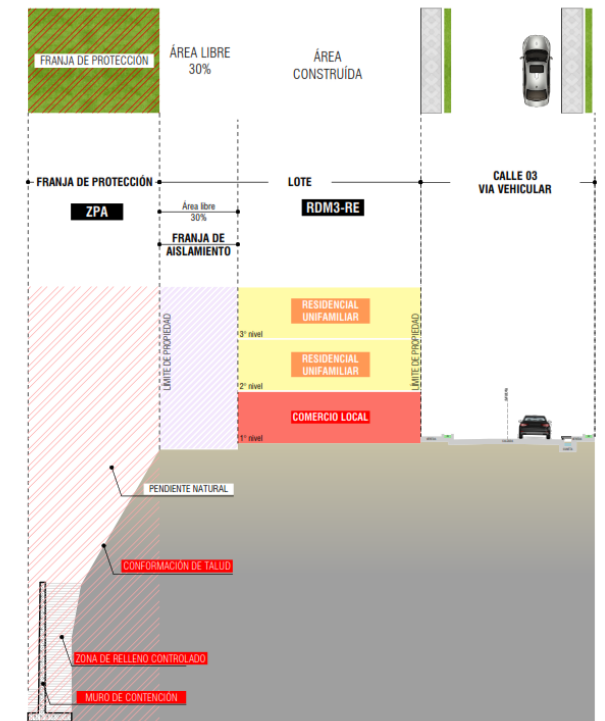 FRANJA DE PROTECCIÓN
ÁREA LIBRE
30%
ÁREA
CONSTRUÍDA
FRANJA DE PROTECCIÓN
LOTE
CALLE 03
VIA VEHICULAR
ZPA
Área libre
30%
RDM3-RE
FRANJA DE
AISLAMIENTO
LÍMITE DE PROPIEDAD
RESIDENCIAL
UNIFAMILIAR
3° nivel
LÍMITE DE PROPIEDAD
RESIDENCIAL
UNIFAMILIAR
2° nivel
COMERCIO LOCAL
1° nivel
PENDIENTE NATURAL
CONFORMACIÓN DE TALUD
ZONA DE RELLENO CONTROLADO
MURO DE CONTENCIÓN